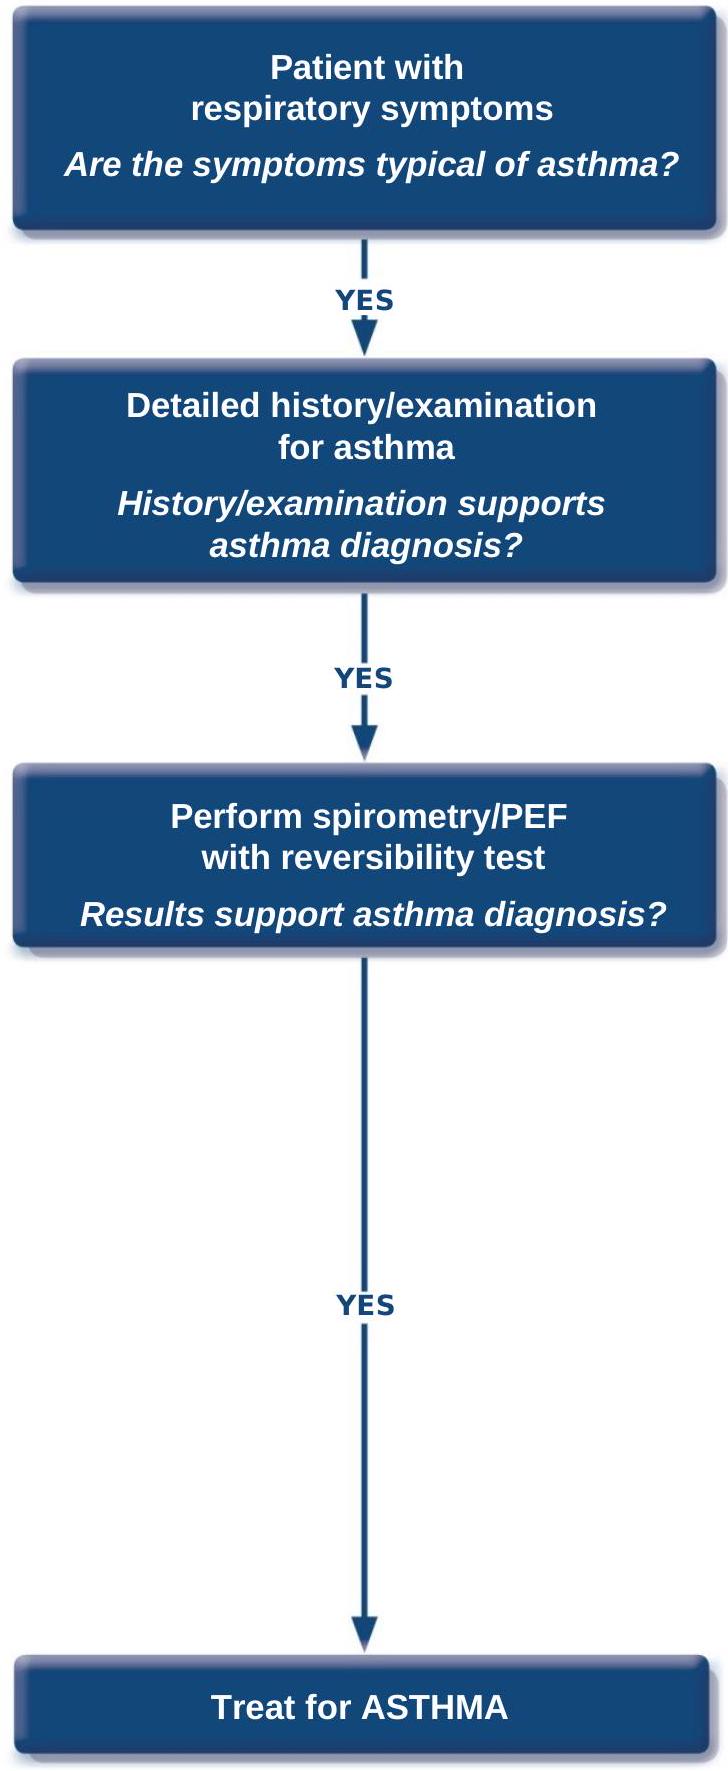 Patient with
respiratory symptoms
Are the symptoms typical of asthma?
YES
Detailed history/examination
for asthma
History/examination supports
asthma diagnosis?
YES
Perform spirometry/PEF
with reversibility test
Results support asthma diagnosis?
YES
Treat for ASTHMA